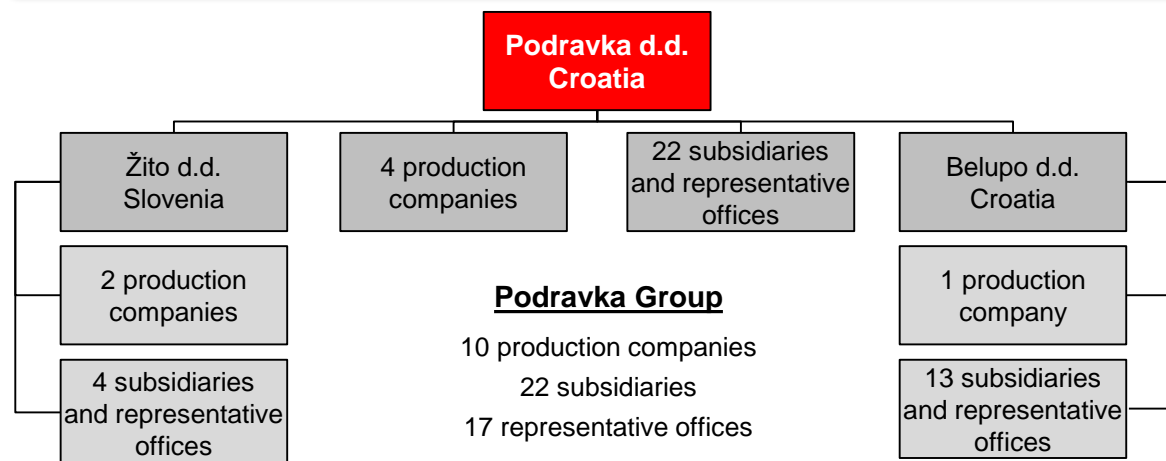 Podravka d.d.
Croatia
Žito d.d.
Slovenia
4 production
companies
22 subsidiaries
and representative
offices
Belupo d.d.
Croatia
2 production
companies
1 production
company
4 subsidiaries
and representative
offices
13 subsidiaries
and representative
offices
Podravka Group
10 production companies
22 subsidiaries
17 representative offices